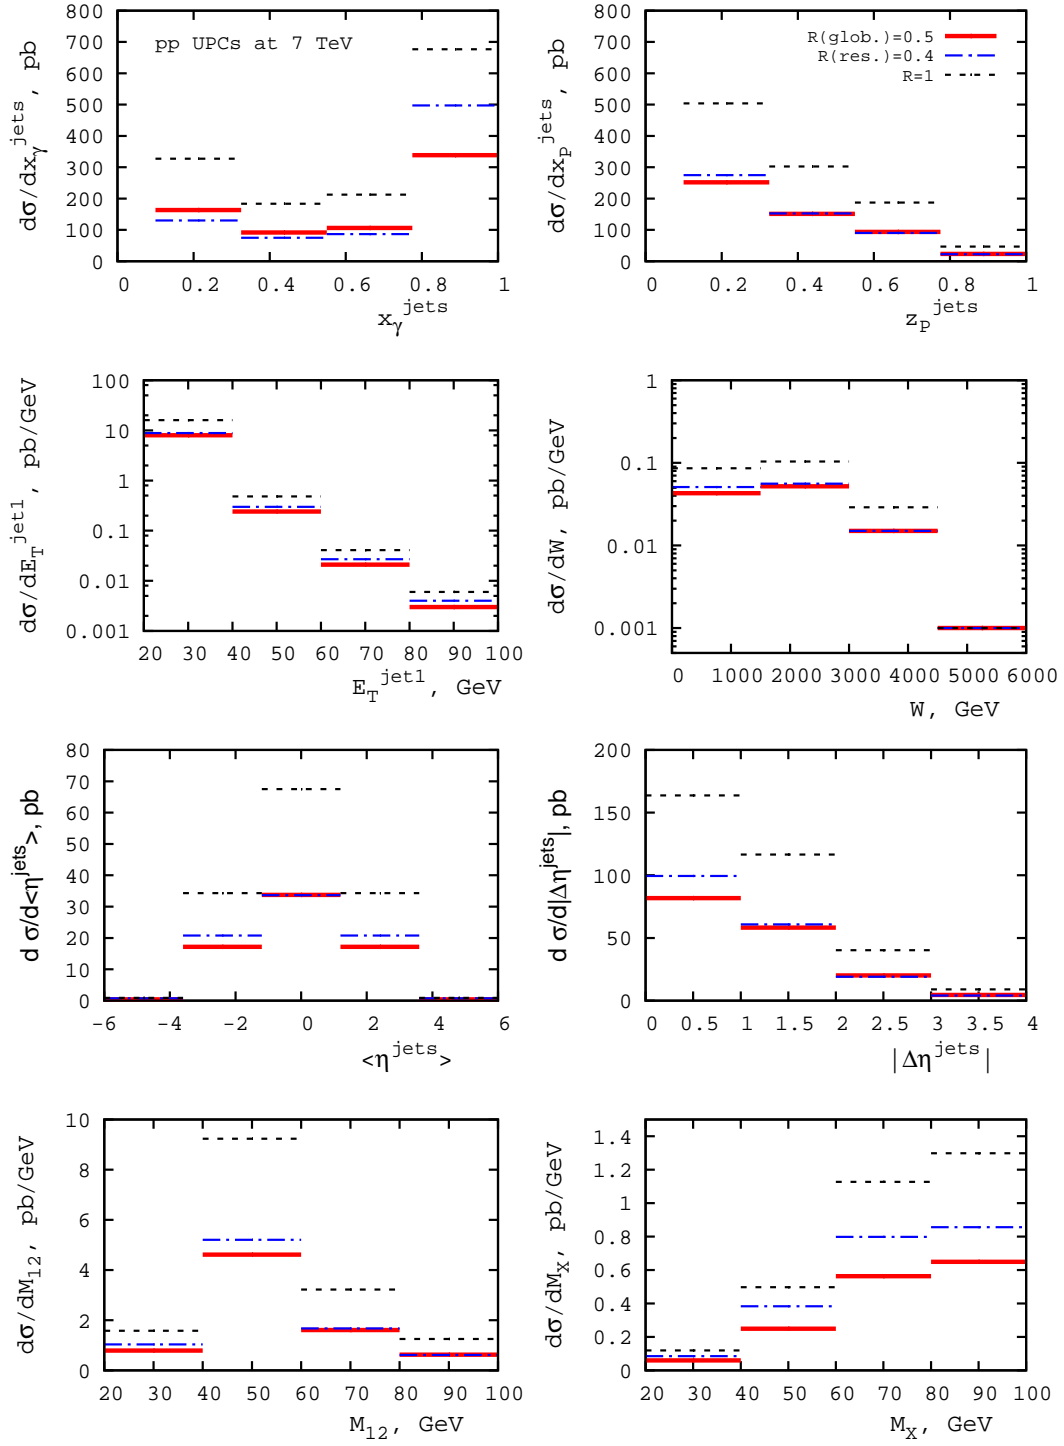 800
700
600
500
400
300
200
100
0
dσ/dx_γ^jets, pb
pp UPCs at 7 TeV
0 0.2 0.4 0.6 0.8 1
x_γ^jets
800
700
600
500
400
300
200
100
0
dσ/dx_P^jets, pb
R(glob.)=0.5
R(res.)=0.4
R=1
0 0.2 0.4 0.6 0.8 1
z_P^jets
100
10
1
0.1
0.01
0.001
dσ/dE_T^jet1, pb/GeV
20 30 40 50 60 70 80 90 100
E_T^jet1, GeV
1
0.1
0.01
0.001
dσ/dW, pb/GeV
0 1000 2000 3000 4000 5000 6000
W, GeV
80
70
60
50
40
30
20
10
0
d σ/d<η^jets>, pb
-6 -4 -2 0 2 4 6
<η^jets>
200
150
100
50
0
d σ/d|Δη^jets|, pb
0 0.5 1 1.5 2 2.5 3 3.5 4
|Δη^jets|
10
8
6
4
2
0
dσ/dM_12, pb/GeV
20 30 40 50 60 70 80 90 100
M_12, GeV
1.4
1.2
1
0.8
0.6
0.4
0.2
0
dσ/dM_X, pb/GeV
20 30 40 50 60 70 80 90 100
M_X, GeV